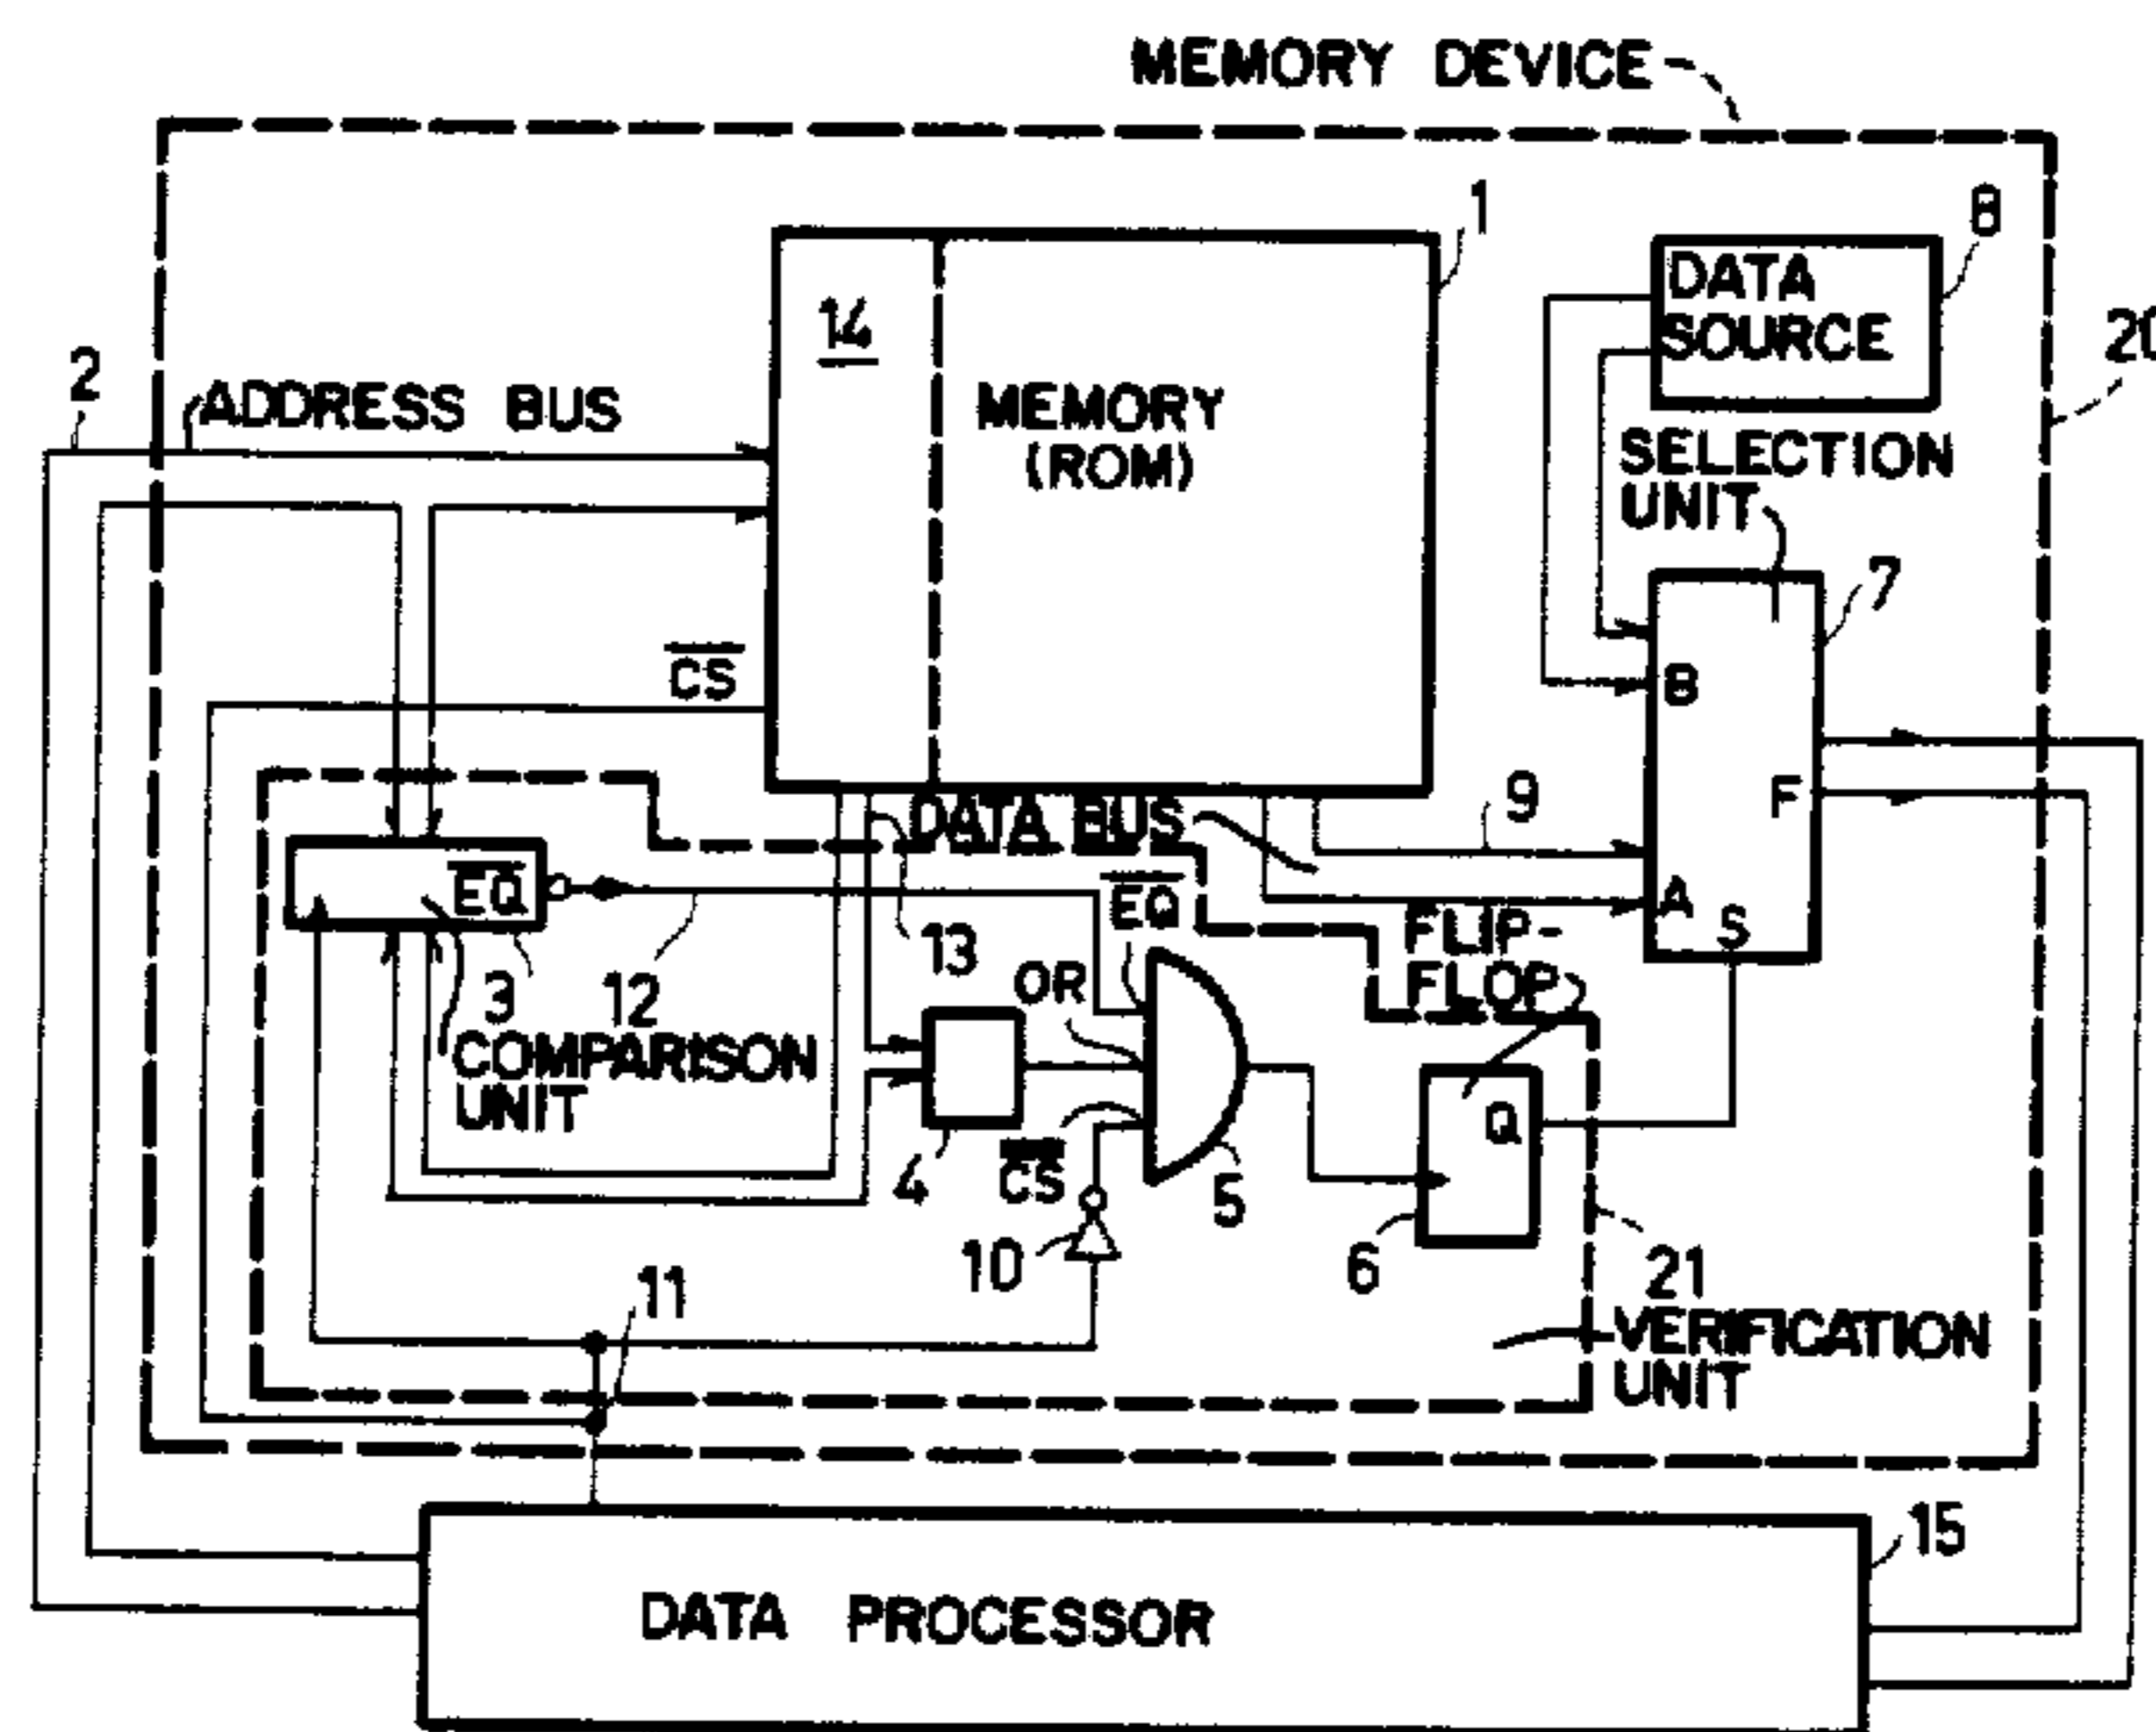 MEMORY DEVICE
1
8
DATA
SOURCE
14
2
ADDRESS BUS
MEMORY
(ROM)
SELECTION
UNIT
7
CS
B
F
9
DATA BUS
EQ
EQ
A
S
13
FLIP-
FLOP
3
12
OR
COMPARISON
UNIT
Q
4
CS
5
10
6
11
21
VERIFICATION
UNIT
15
DATA PROCESSOR